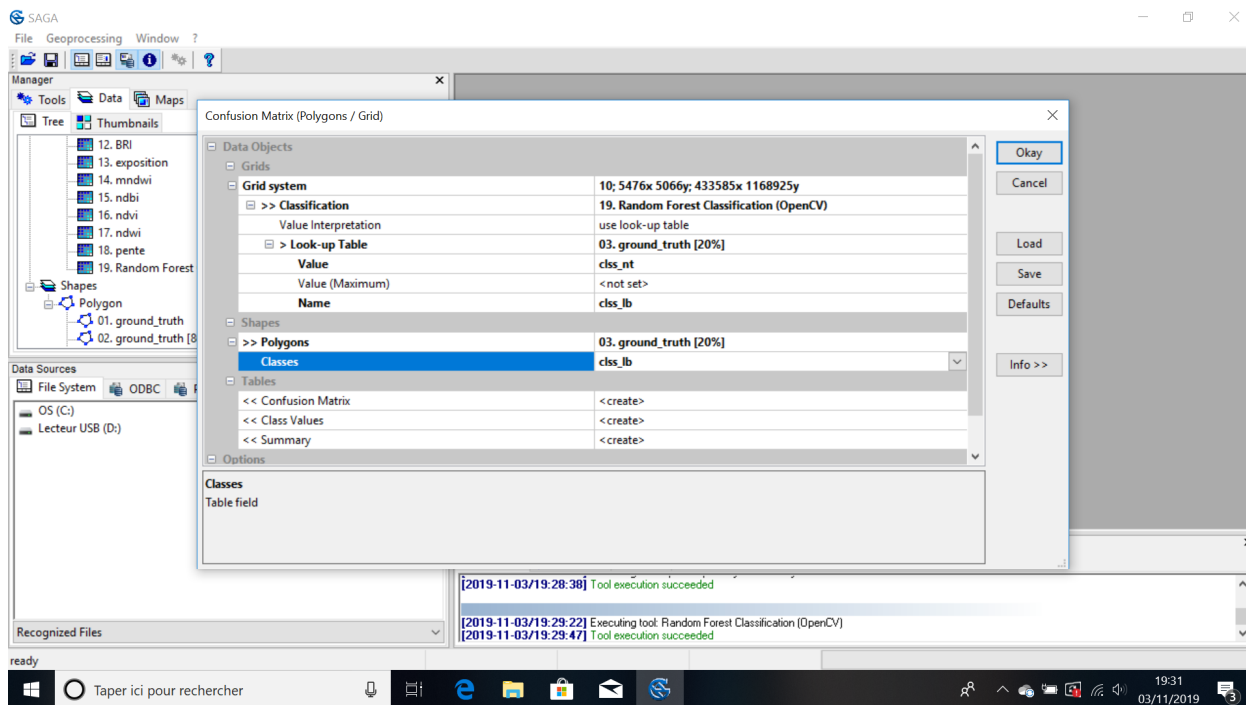 SAGA
File Geoprocessing Window ?
Manager
Tools Data Maps
Tree Thumbnails
12. BRI
13. exposition
14. mndwi
15. ndbi
16. ndvi
17. ndwi
18. pente
19. Random Forest
Shapes
Polygon
01. ground_truth
02. ground_truth [8
Data Sources
File System ODBC
OS (C:)
Lecteur USB (D:)
Recognized Files
ready
Confusion Matrix (Polygons / Grid)
Data Objects
Grids
Grid system 10; 5476x 5066y; 433585x 1168925y
>> Classification 19. Random Forest Classification (OpenCV)
Value Interpretation use look-up table
> Look-up Table 03. ground_truth [20%]
Value clss_nt
Value (Maximum) <not set>
Name clss_lb
Shapes
>> Polygons 03. ground_truth [20%]
Classes clss_lb
Tables
<< Confusion Matrix <create>
<< Class Values <create>
<< Summary <create>
Options
Classes
Table field
Okay
Cancel
Load
Save
Defaults
Info >>
[2019-11-03/19:28:38] Tool execution succeeded
[2019-11-03/19:29:22] Executing tool: Random Forest Classification (OpenCV)
[2019-11-03/19:29:47] Tool execution succeeded
Taper ici pour rechercher
19:31
03/11/2019
3